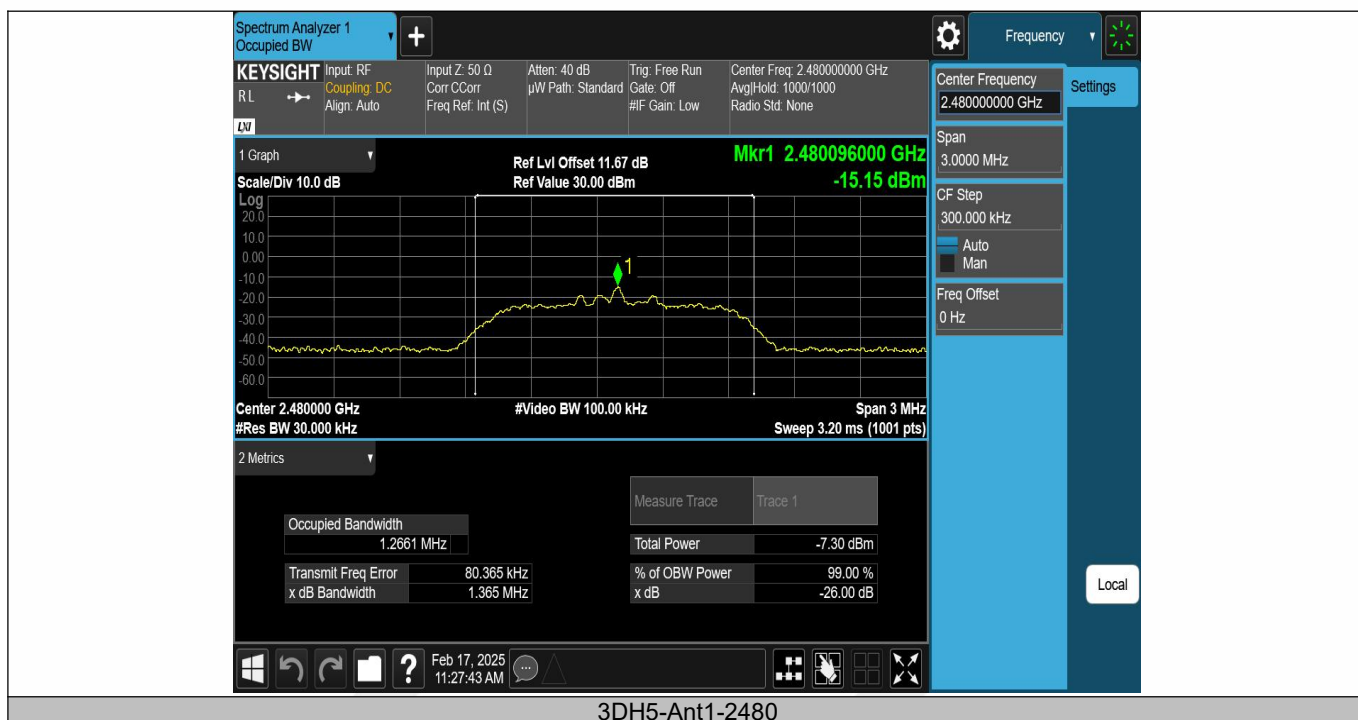 Spectrum Analyzer 1
Occupied BW
+
Frequency
KEYSIGHT
RL
LXI
Input: RF
Coupling: DC
Align: Auto
Input Z: 50 Ω
Corr CCorr
Freq Ref: Int (S)
Atten: 40 dB
µW Path: Standard
Trig: Free Run
Gate: Off
#IF Gain: Low
Center Freq: 2.480000000 GHz
Avg|Hold: 1000/1000
Radio Std: None
Center Frequency
2.480000000 GHz
Settings
Span
3.0000 MHz
CF Step
300.000 kHz
Auto
Man
Freq Offset
0 Hz
Local
1 Graph
Scale/Div 10.0 dB
Ref Lvl Offset 11.67 dB
Ref Value 30.00 dBm
Mkr1 2.480096000 GHz
-15.15 dBm
Log
20.0
10.0
0.00
-10.0
-20.0
-30.0
-40.0
-50.0
-60.0
1
Center 2.480000 GHz
#Video BW 100.00 kHz
Span 3 MHz
#Res BW 30.000 kHz
Sweep 3.20 ms (1001 pts)
2 Metrics
Measure Trace Trace 1
Occupied Bandwidth
1.2661 MHz
Total Power -7.30 dBm
Transmit Freq Error 80.365 kHz
% of OBW Power 99.00 %
x dB Bandwidth 1.365 MHz
x dB -26.00 dB
?
Feb 17, 2025
11:27:43 AM
3DH5-Ant1-2480